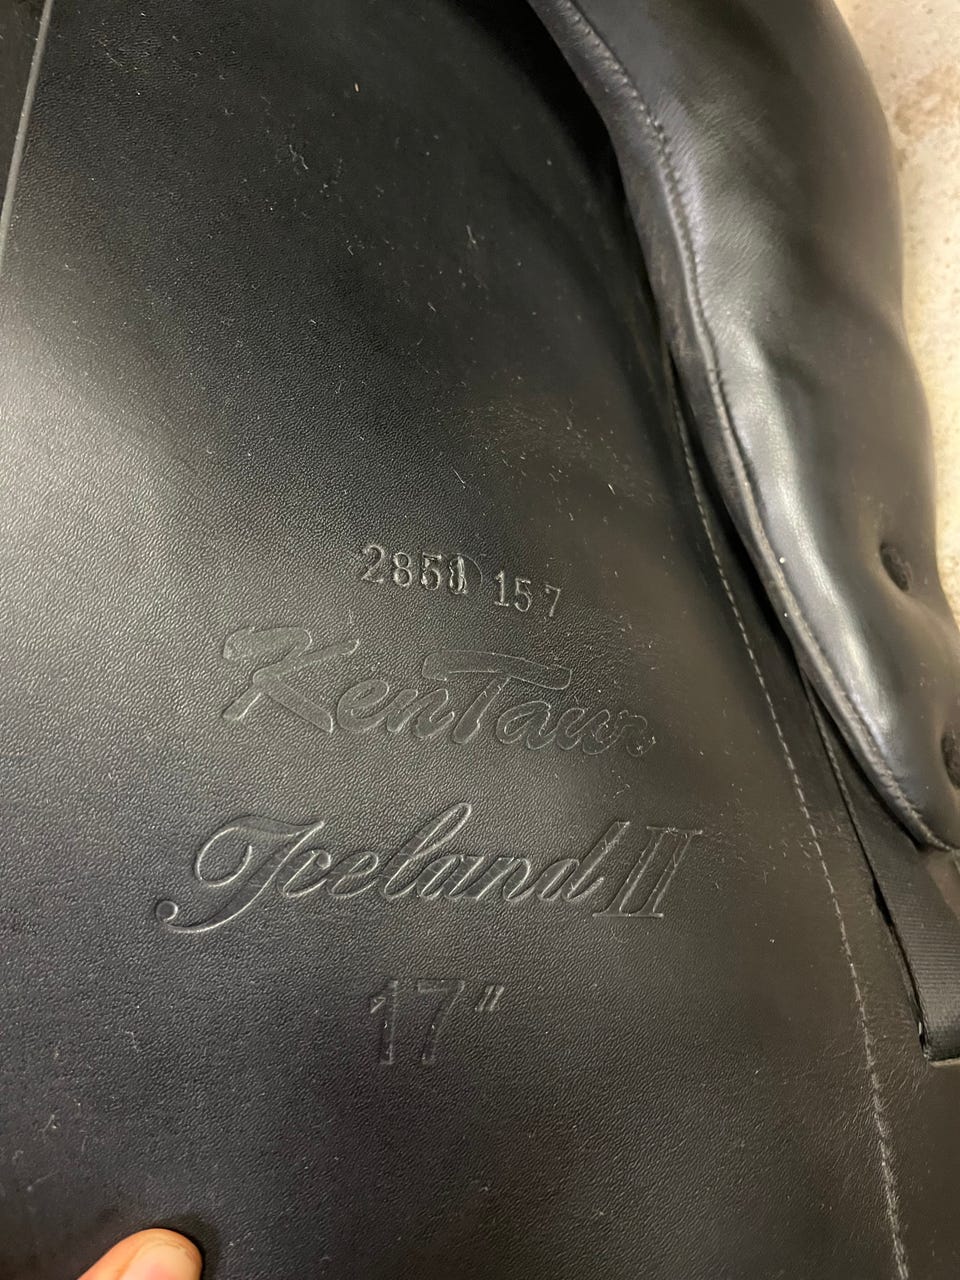 157
KenTaur
Iceland II
17"